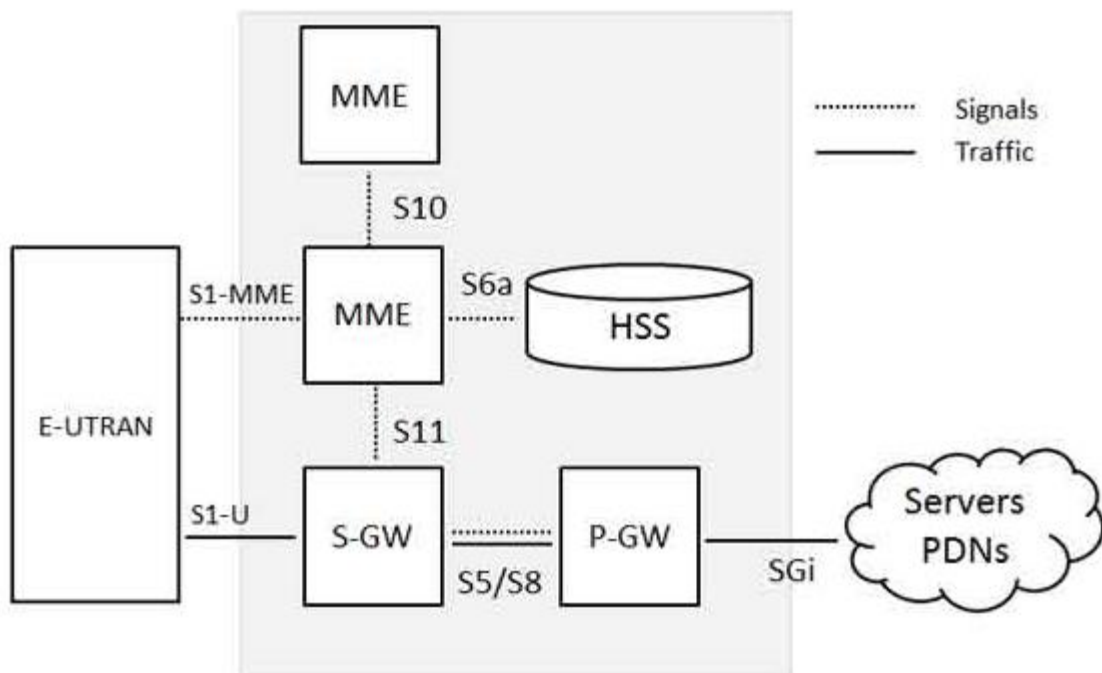 MME
Signals
Traffic
S10
S1-MME
MME
S6a
HSS
E-UTRAN
S11
S1-U
S-GW
S5/S8
P-GW
SGi
Servers
PDNs